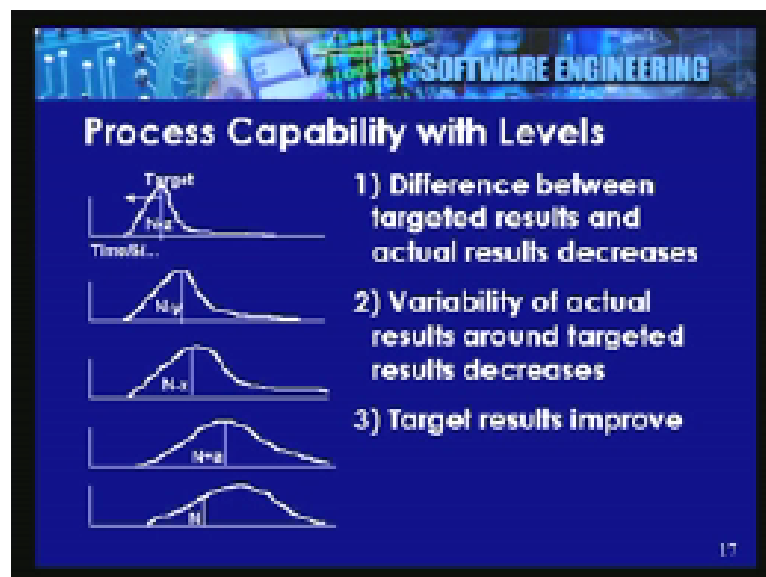 SOFTWARE ENGINEERING
Process Capability with Levels
Target
N-z
Time/$/...
N-y
N-x
N+a
N
1) Difference between
targeted results and
actual results decreases
2) Variability of actual
results around targeted
results decreases
3) Target results improve
17